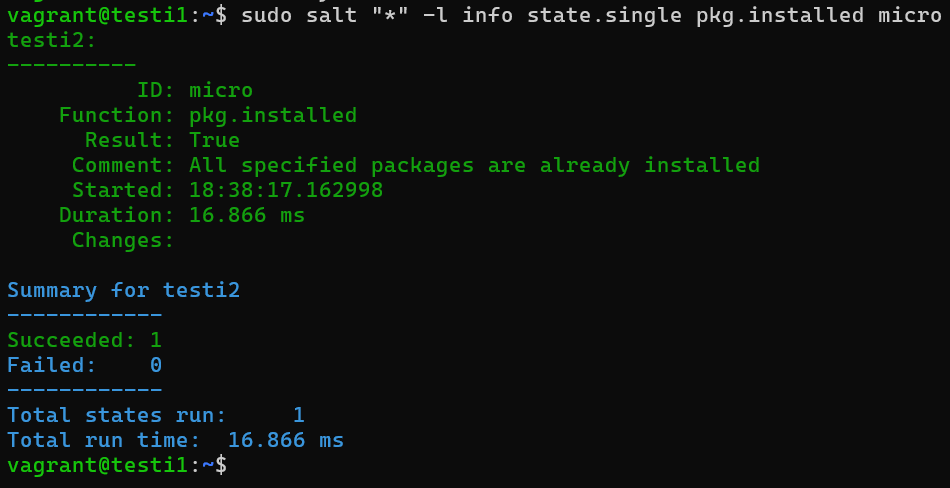 vagrant@testi1:~$ sudo salt "*" -l info state.single pkg.installed micro
testi2:
----------
          ID: micro
    Function: pkg.installed
      Result: True
     Comment: All specified packages are already installed
     Started: 18:38:17.162998
    Duration: 16.866 ms
     Changes:

Summary for testi2
------------
Succeeded: 1
Failed:    0
------------
Total states run:     1
Total run time:  16.866 ms
vagrant@testi1:~$